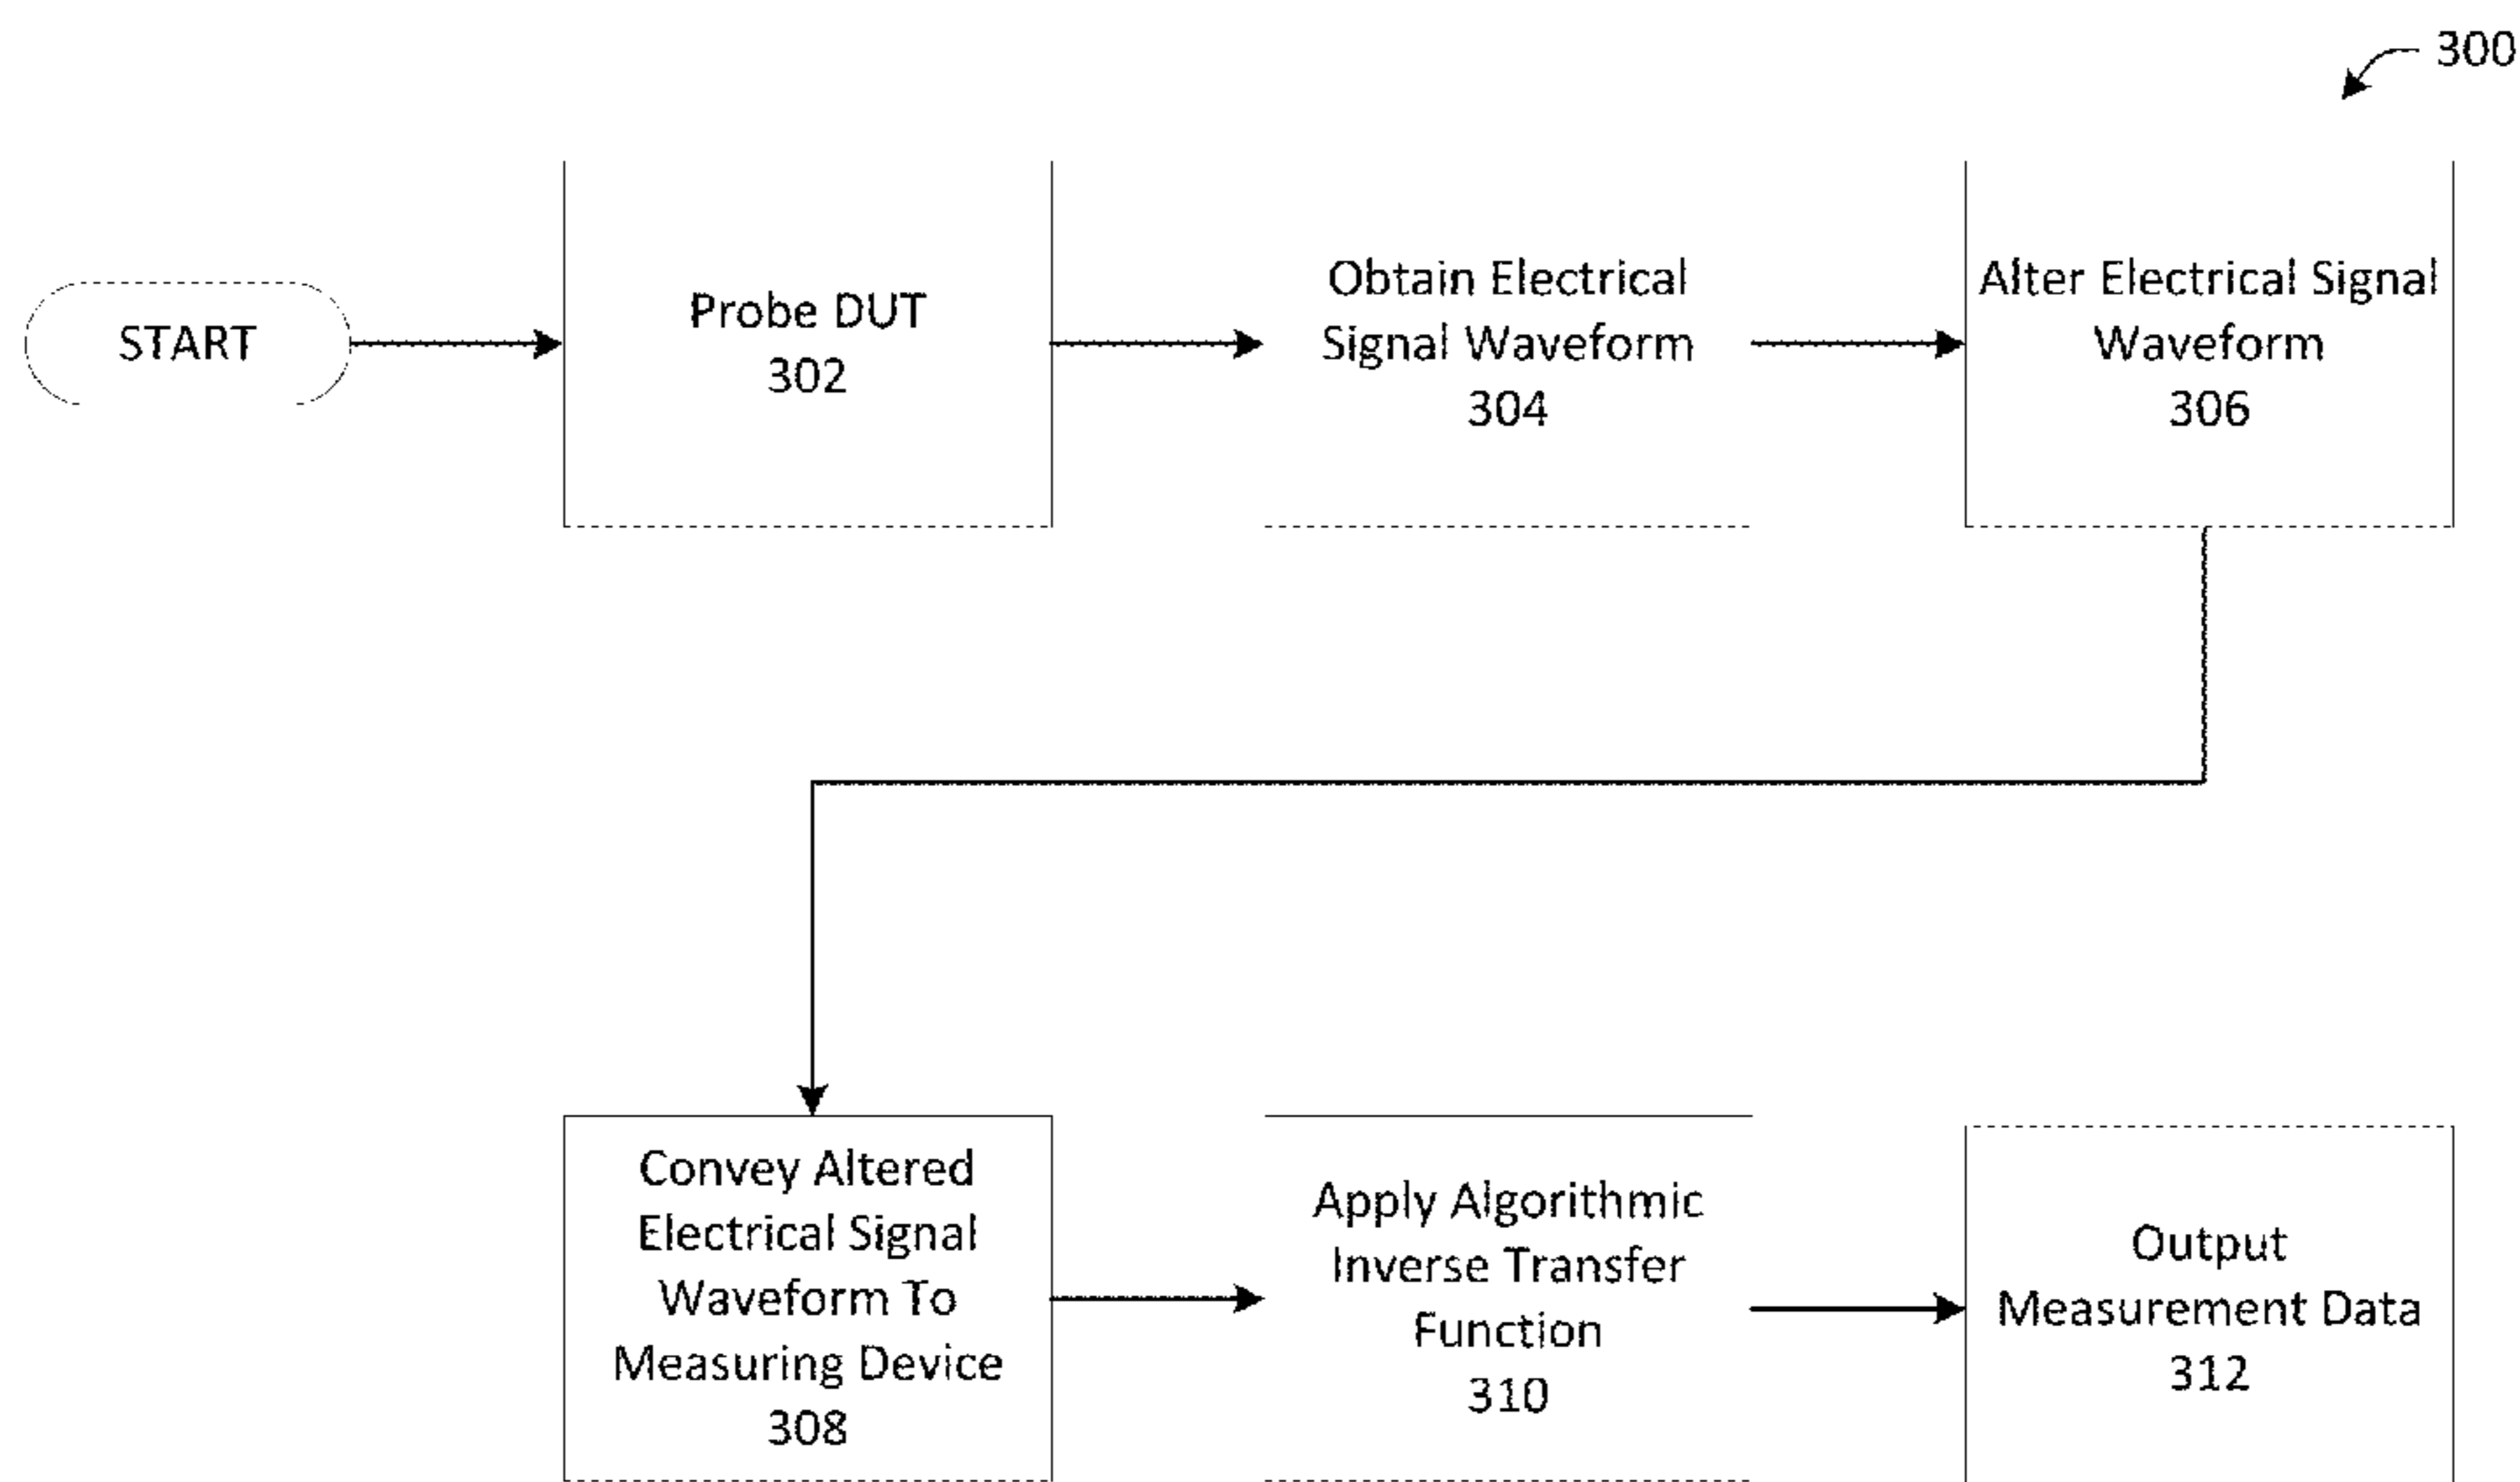 300
START
Probe DUT
302
Obtain Electrical
Signal Waveform
304
Alter Electrical Signal
Waveform
306
Convey Altered
Electrical Signal
Waveform To
Measuring Device
308
Apply Algorithmic
Inverse Transfer
Function
310
Output
Measurement Data
312